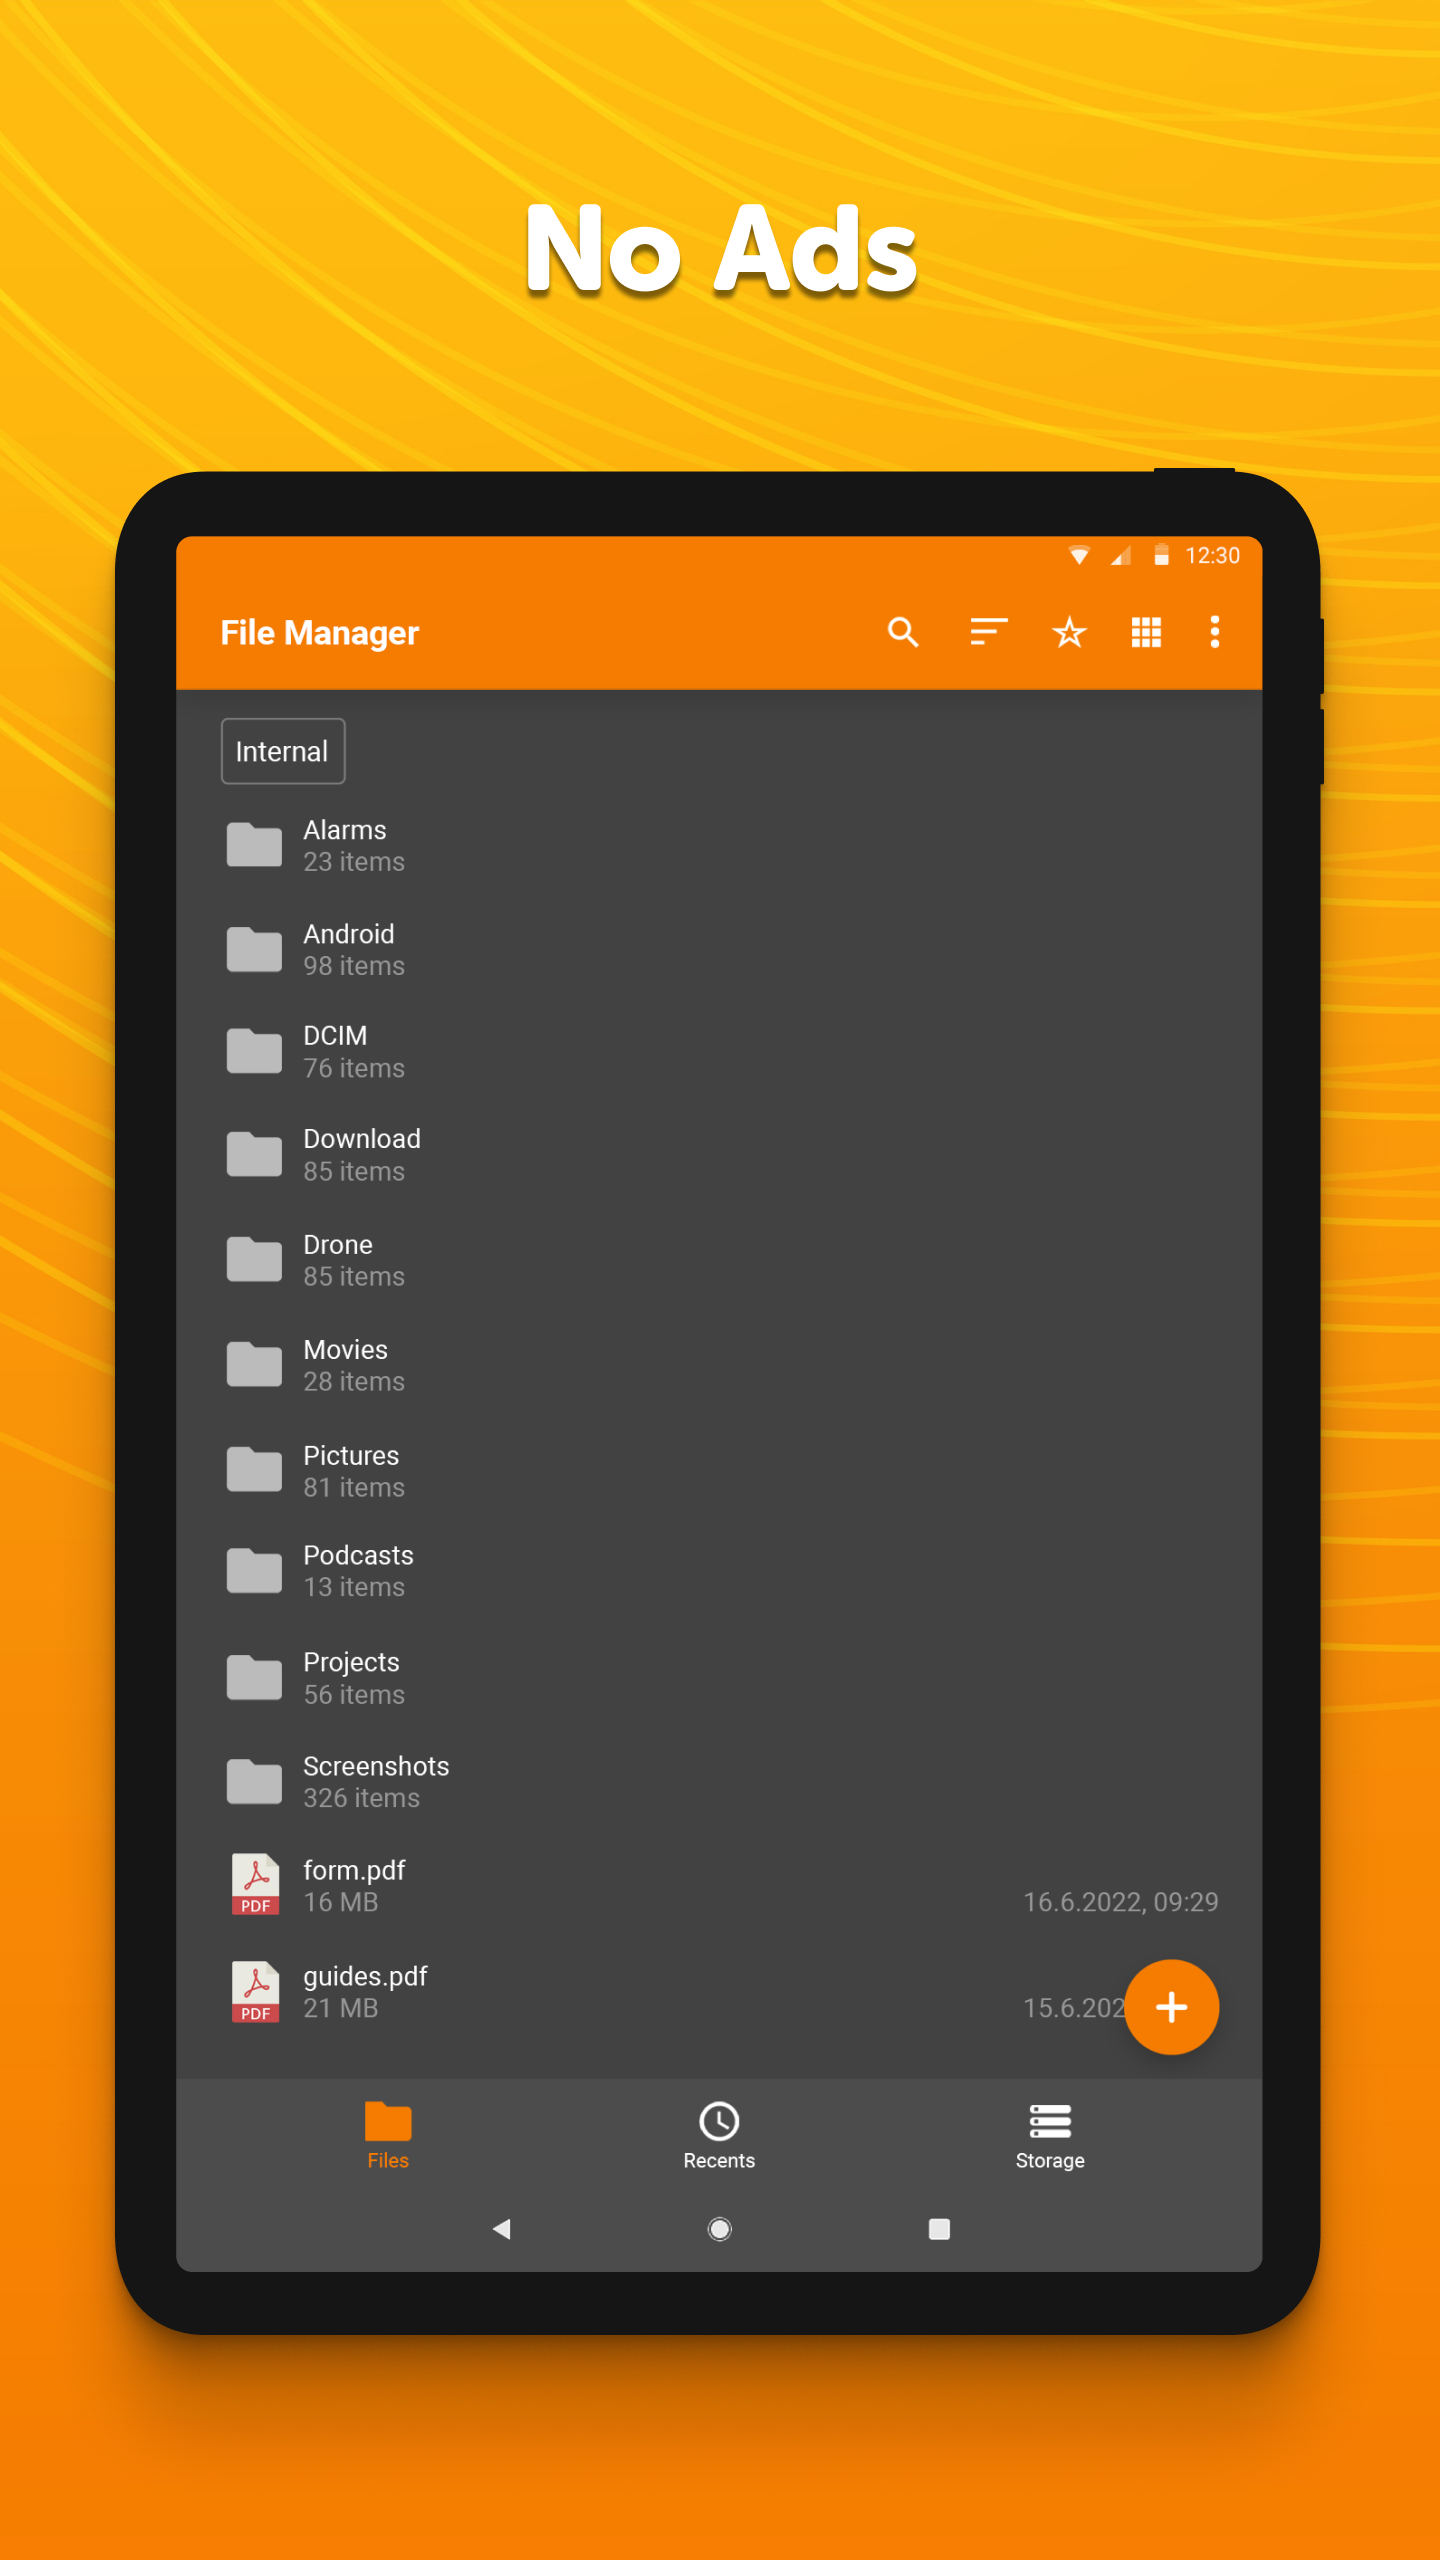 No Ads
12:30
File Manager
Internal
Alarms
23 items
Android
98 items
DCIM
76 items
Download
85 items
Drone
85 items
Movies
28 items
Pictures
81 items
Podcasts
13 items
Projects
56 items
Screenshots
326 items
PDF
form.pdf
16 MB
16.6.2022, 09:29
PDF
guides.pdf
21 MB
15.6.202
Files
Recents
Storage